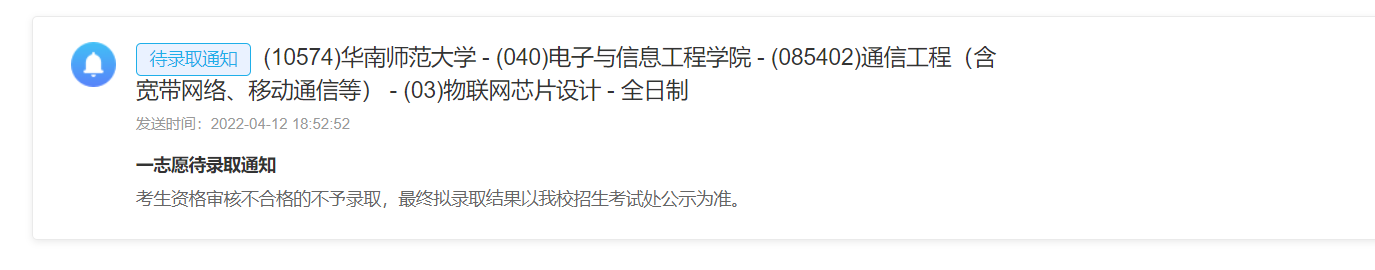 待录取通知 (10574)华南师范大学 - (040)电子与信息工程学院 - (085402)通信工程（含
宽带网络、移动通信等） - (03)物联网芯片设计 - 全日制
发送时间：2022-04-12 18:52:52
一志愿待录取通知
考生资格审核不合格的不予录取，最终拟录取结果以我校招生考试处公示为准。